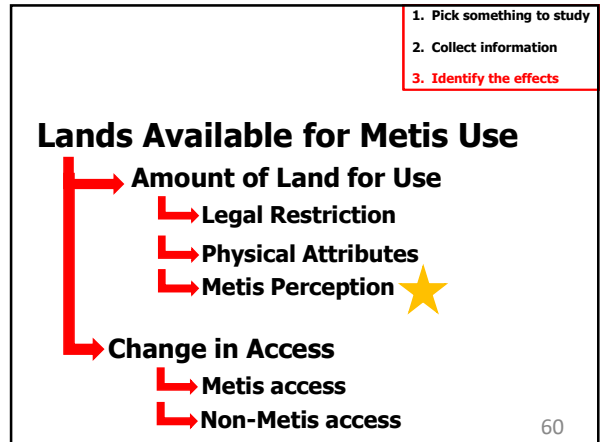 1. Pick something to study
2. Collect information
3. Identify the effects
Lands Available for Metis Use
Amount of Land for Use
Legal Restriction
Physical Attributes
Metis Perception
Change in Access
Metis access
Non-Metis access
60